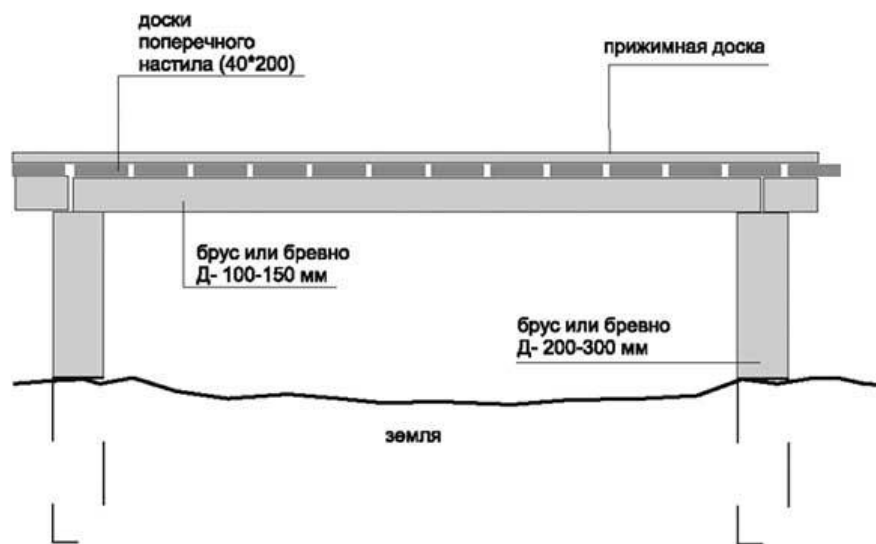 доски
поперечного
настила (40*200)
прижимная доска
брус или бревно
Д- 100-150 мм
брус или бревно
Д- 200-300 мм
земля